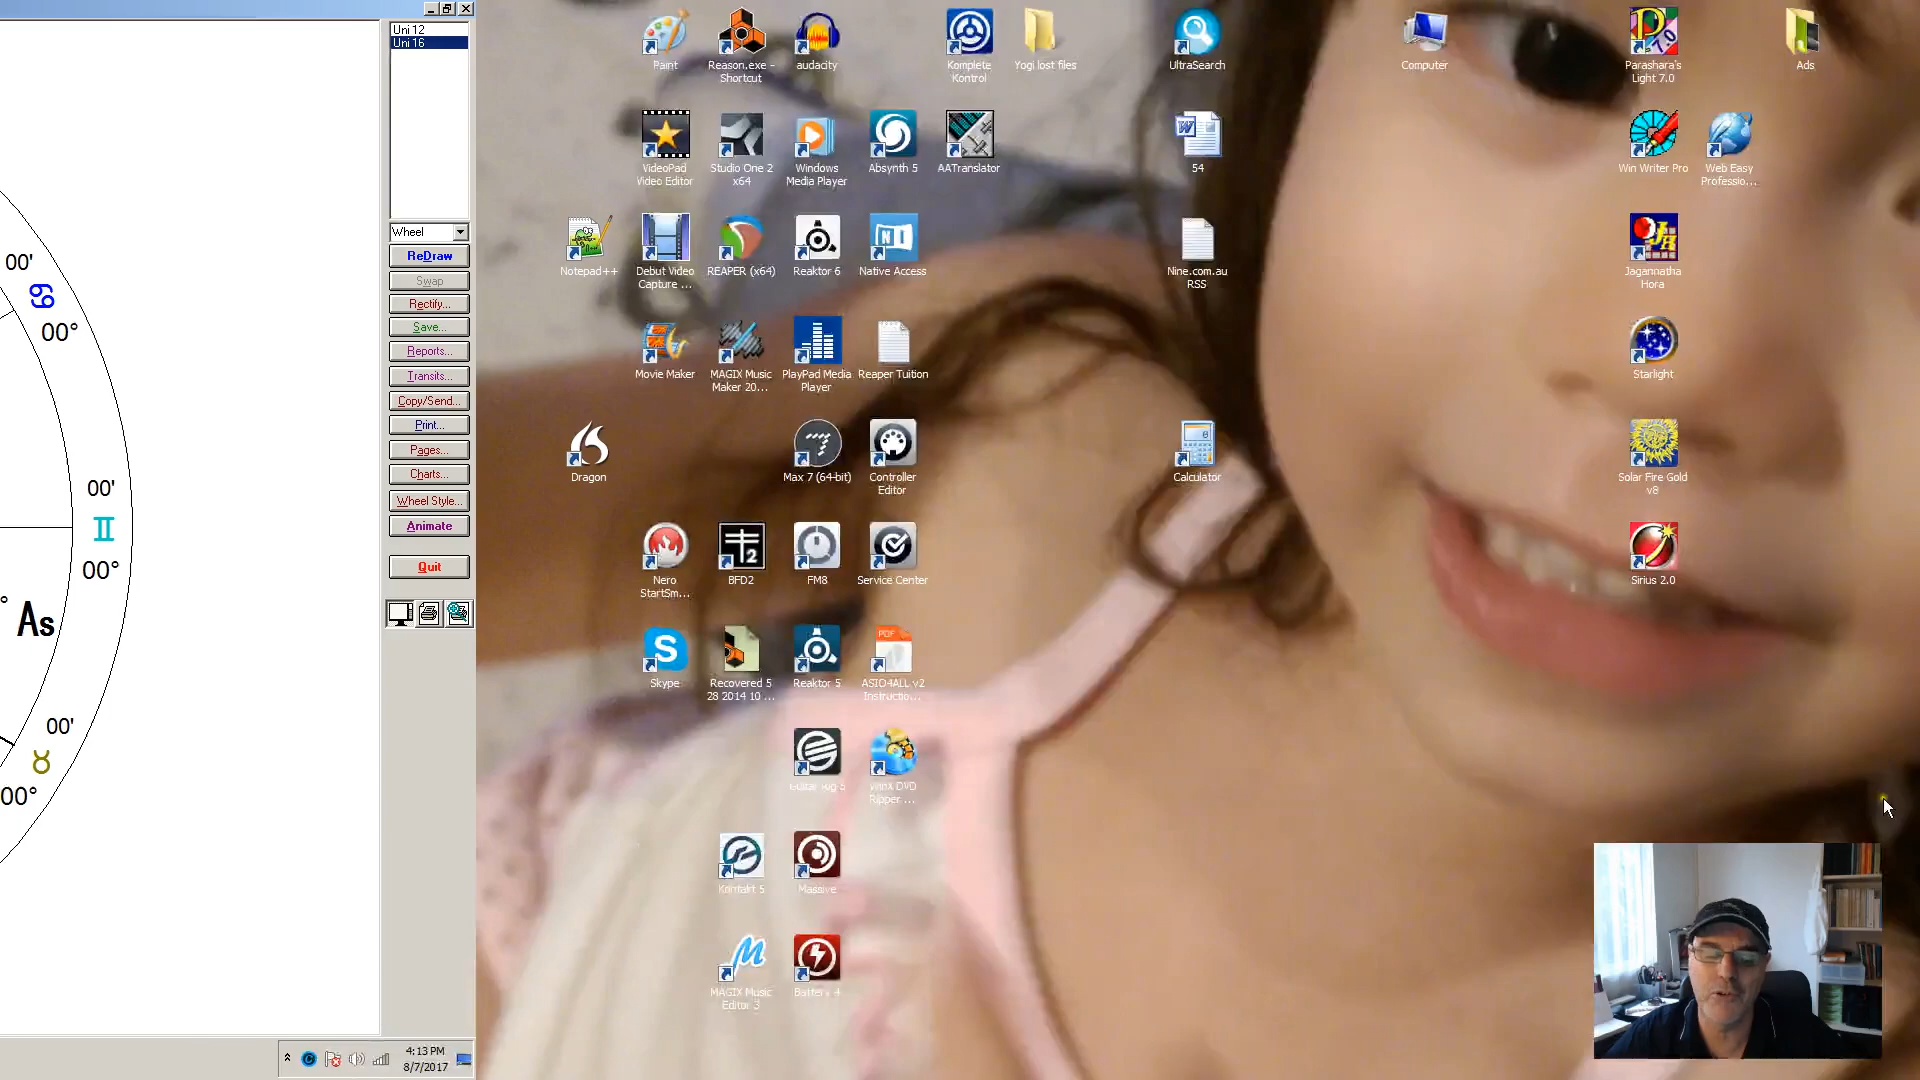 Uni 12
Uni 16
Wheel
ReDraw
Swap
Rectify...
Save...
Reports...
Transits...
Copy/Send...
Print...
Pages...
Charts...
Wheel Style...
Animate
Quit
00'
00°
00'
00°
As
00'
00°
4:13 PM
8/7/2017
Paint
Reason.exe -
Shortcut
audacity
Komplete
Kontrol
Yogi lost files
UltraSearch
Computer
Parashara's
Light 7.0
Ads
VideoPad
Video Editor
Studio One 2
x64
Windows
Media Player
Absynth 5
AATranslator
54
Win Writer Pro
Web Easy
Professio...
Notepad++
Debut Video
Capture ...
REAPER (x64)
Reaktor 6
Native Access
Nine.com.au
RSS
Jagannatha
Hora
Movie Maker
MAGIX Music
Maker 20...
PlayPad Media
Player
Reaper Tuition
Starlight
Dragon
Max 7 (64-bit)
Controller
Editor
Calculator
Solar Fire Gold
v8
Nero
StartSm...
BFD2
FM8
Service Center
Sirius 2.0
Skype
Recovered 5
28 2014 10 ...
Reaktor 5
ASIO4ALL v2
Instructio...
Guitar Rig 5
WinX DVD
Ripper ...
Kontakt 5
Massive
MAGIX Music
Editor 3
Battery 4